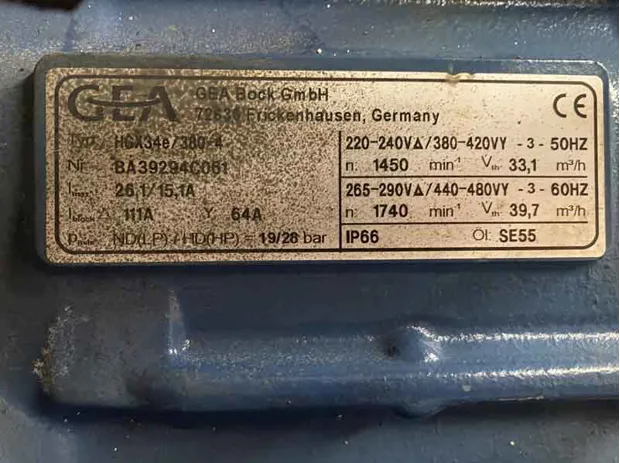 GEA
GEA Bock GmbH
72636 Frickenhausen, Germany
CE
Typ HGX34e/380-4
Nr. BA39294C051
Imax. 26,1/15,1A
Iblock Δ 111A Y 64A
pmax ND(LP) / HD(HP) = 19/28 bar
220-240VΔ/380-420VY - 3 - 50HZ
n: 1450 min⁻¹ Vth: 33,1 m³/h
265-290VΔ/440-480VY - 3 - 60HZ
n: 1740 min⁻¹ Vth: 39,7 m³/h
IP66 Öl: SE55